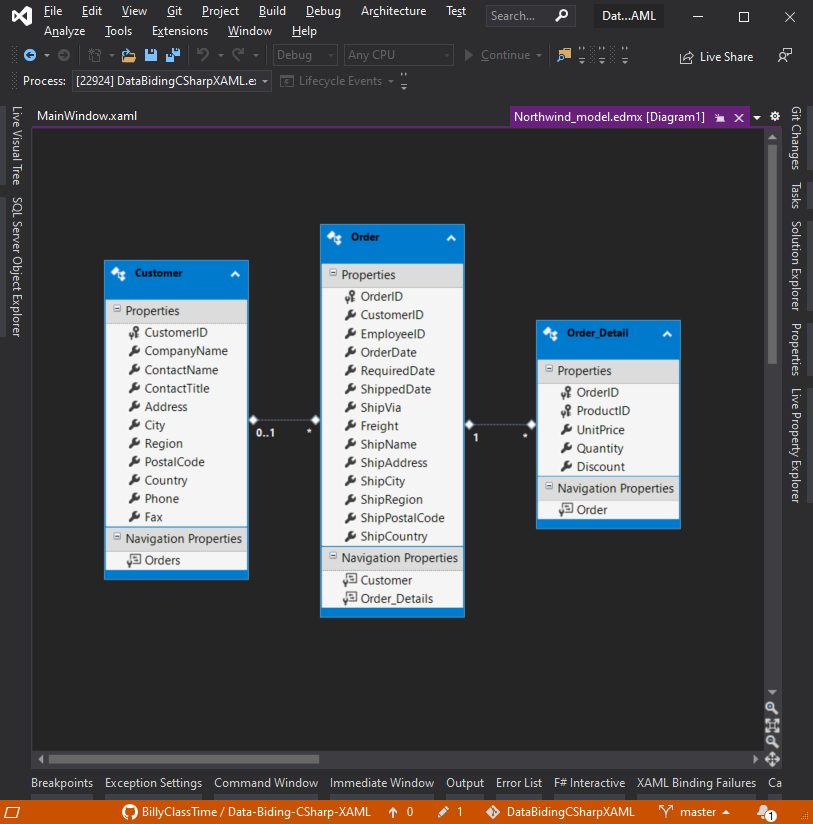 File Edit View Git Project Build Debug Architecture Test Search... Dat...AML
Analyze Tools Extensions Window Help
Debug Any CPU Continue Live Share
Process: [22924] DataBidingCSharpXAML.ex Lifecycle Events
MainWindow.xaml Northwind_model.edmx [Diagram1]
Live Visual Tree
SQL Server Object Explorer
Customer
Properties
CustomerID
CompanyName
ContactName
ContactTitle
Address
City
Region
PostalCode
Country
Phone
Fax
Navigation Properties
Orders
0..1 *
Order
Properties
OrderID
CustomerID
EmployeeID
OrderDate
RequiredDate
ShippedDate
ShipVia
Freight
ShipName
ShipAddress
ShipCity
ShipRegion
ShipPostalCode
ShipCountry
Navigation Properties
Customer
Order_Details
1 *
Order_Detail
Properties
OrderID
ProductID
UnitPrice
Quantity
Discount
Navigation Properties
Order
Git Changes
Tasks
Solution Explorer
Properties
Live Property Explorer
Breakpoints Exception Settings Command Window Immediate Window Output Error List F# Interactive XAML Binding Failures Ca
BillyClassTime / Data-Biding-CSharp-XAML 0 1 DataBidingCSharpXAML master 1